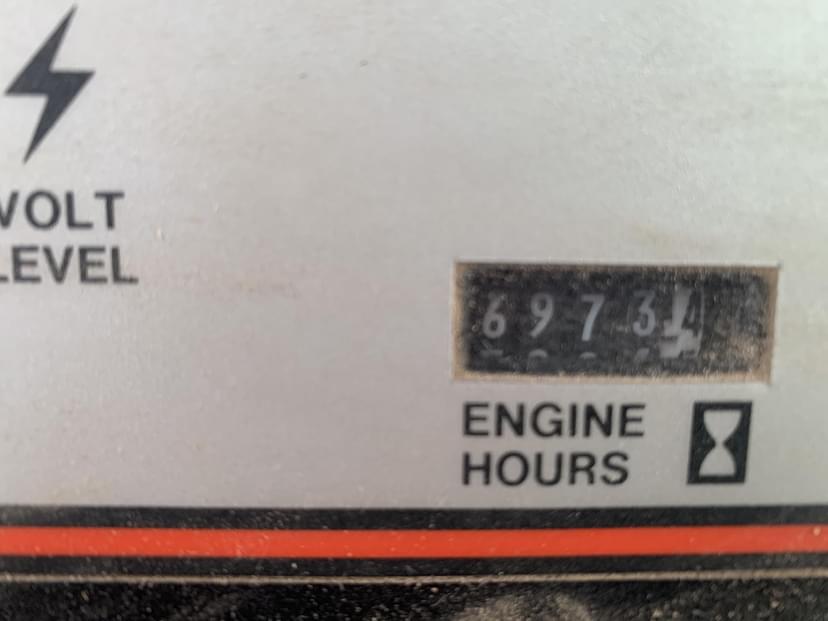 VOLT
LEVEL
6973
ENGINE
HOURS